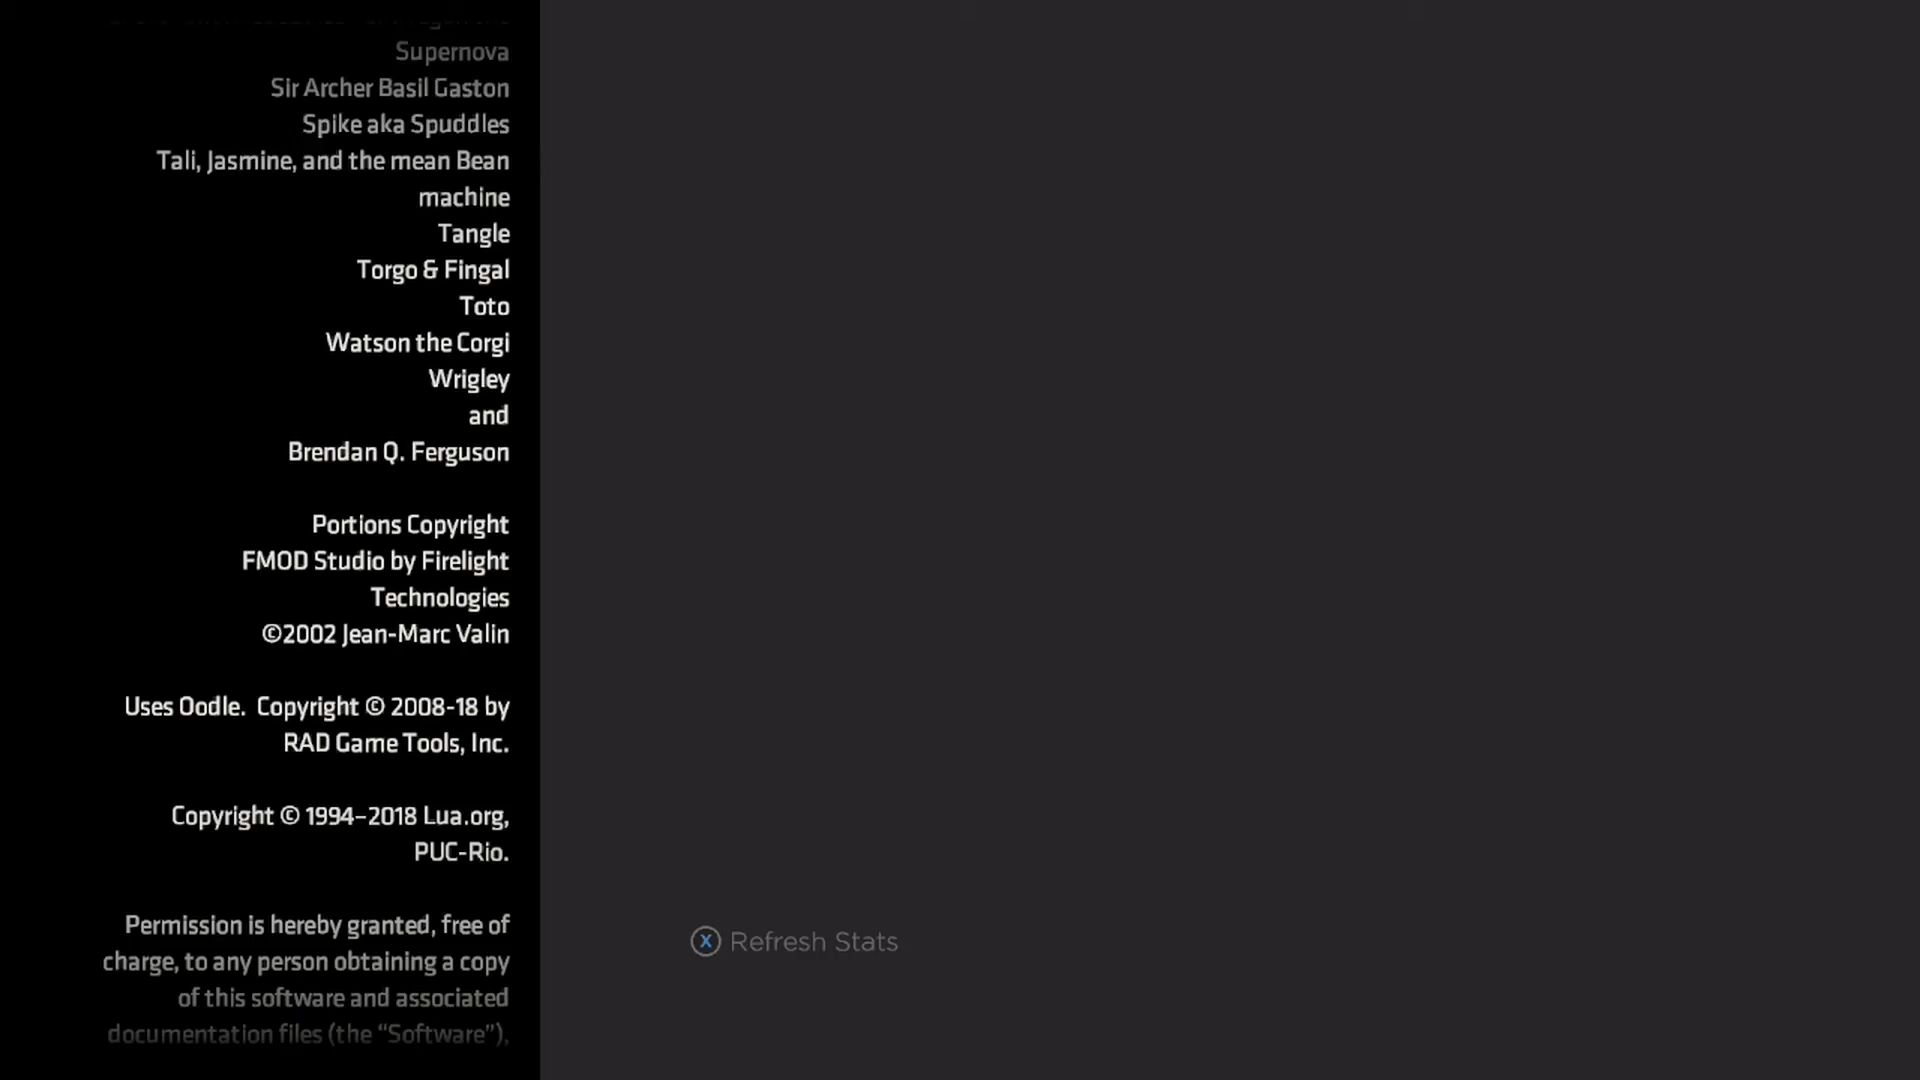 Supernova
Sir Archer Basil Gaston
Spike aka Spuddles
Tali, Jasmine, and the mean Bean
machine
Tangle
Torgo & Fingal
Toto
Watson the Corgi
Wrigley
and
Brendan Q. Ferguson
Portions Copyright
FMOD Studio by Firelight
Technologies
©2002 Jean-Marc Valin
Uses Oodle.  Copyright © 2008-18 by
RAD Game Tools, Inc.
Copyright © 1994–2018 Lua.org,
PUC-Rio.
Permission is hereby granted, free of
charge, to any person obtaining a copy
of this software and associated
documentation files (the “Software”),
X Refresh Stats